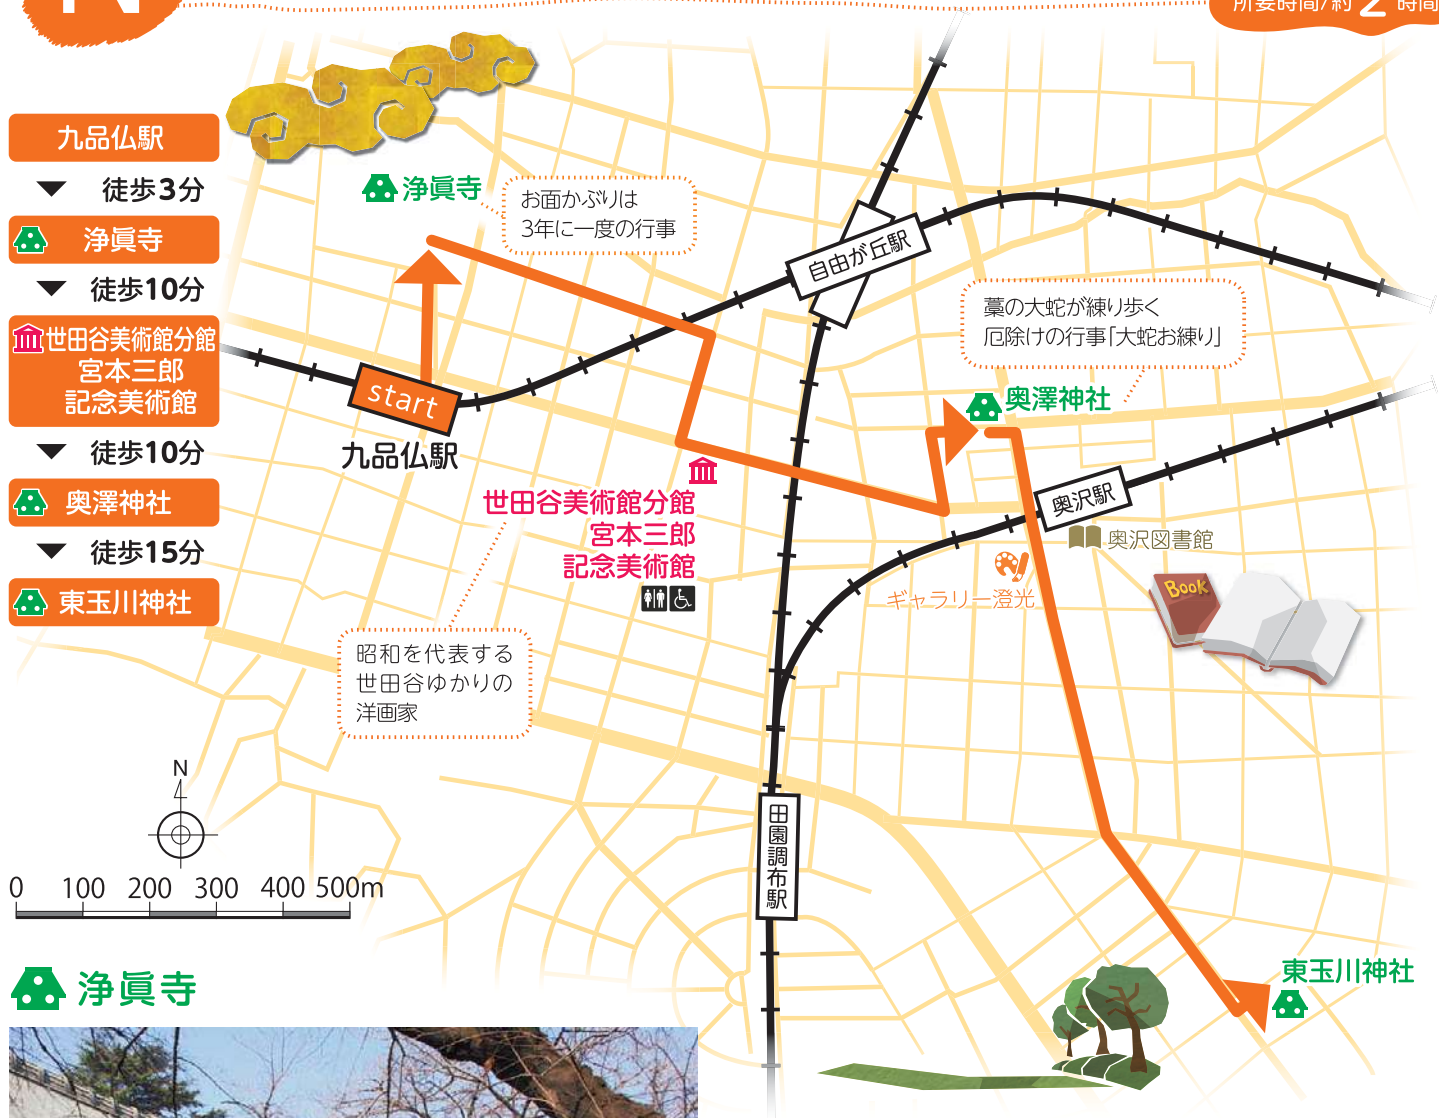 N
所要時間/約2時間
九品仏駅
徒歩3分
浄眞寺
徒歩10分
世田谷美術館分館
宮本三郎
記念美術館
徒歩10分
奥澤神社
徒歩15分
東玉川神社
浄眞寺
お面かぶりは
3年に一度の行事
自由が丘駅
藁の大蛇が練り歩く
厄除けの行事「大蛇お練り」
start
九品仏駅
奥澤神社
世田谷美術館分館
宮本三郎
記念美術館
奥沢駅
奥沢図書館
ギャラリー澄光
Book
昭和を代表する
世田谷ゆかりの
洋画家
田園調布駅
N
0 100 200 300 400 500m
東玉川神社
浄眞寺